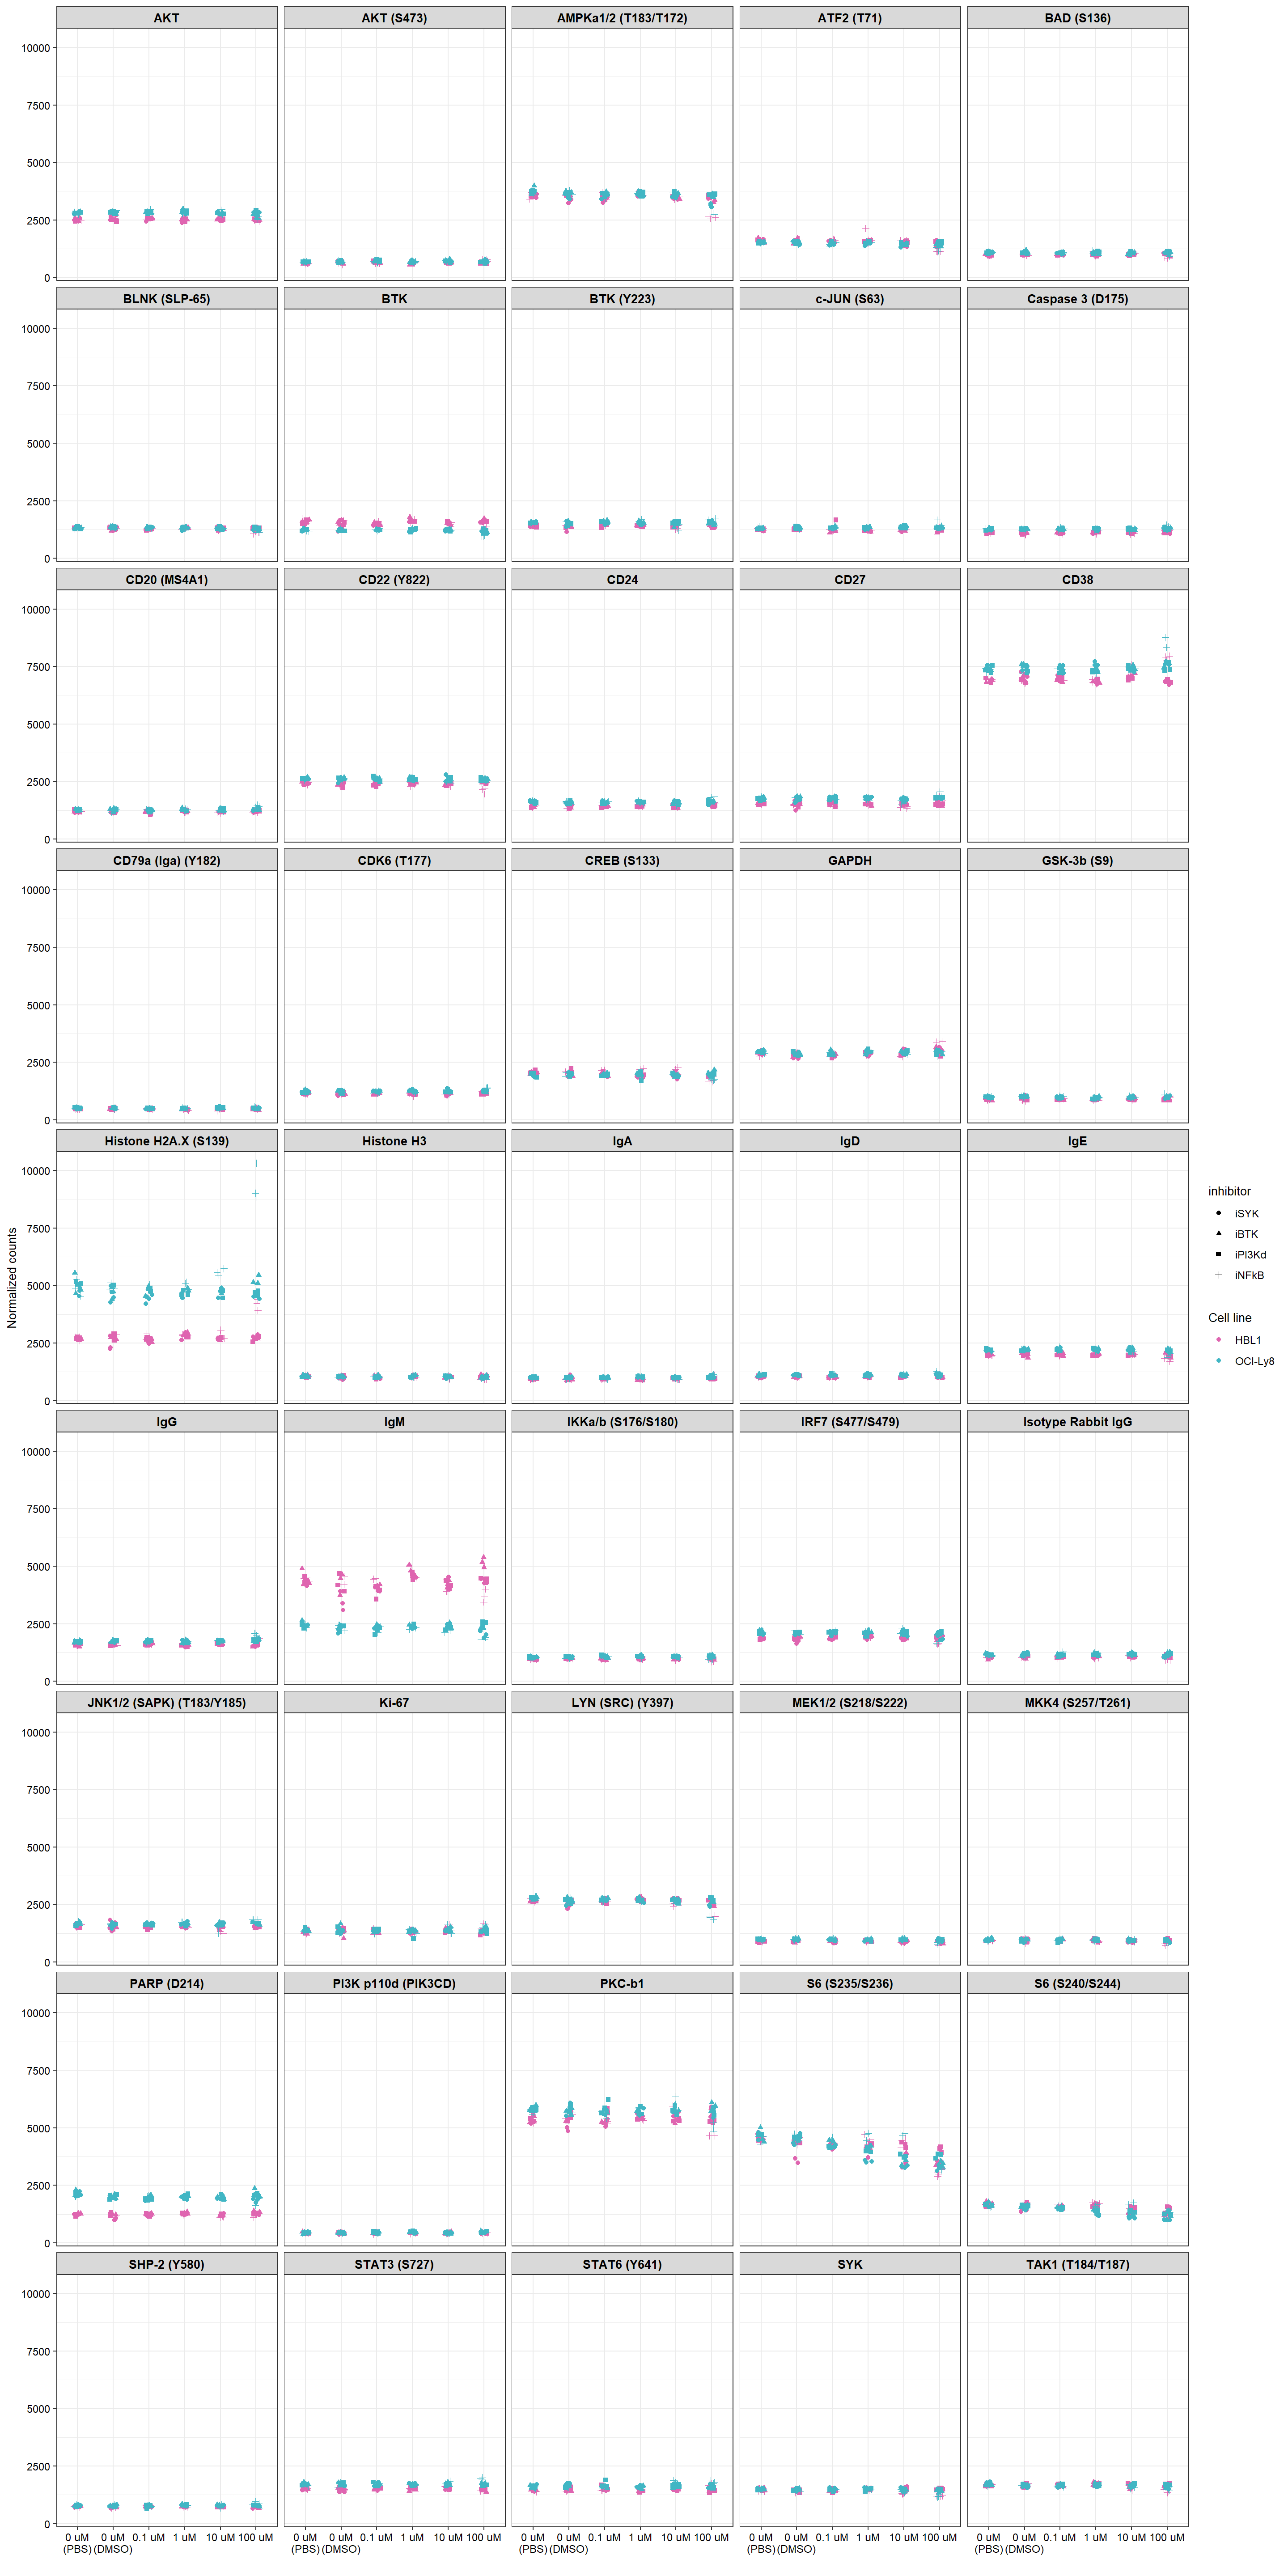 AKT AKT (S473) AMPKa1/2 (T183/T172) ATF2 (T71) BAD (S136)
10000
7500
5000
2500
0
BLNK (SLP-65) BTK BTK (Y223) c-JUN (S63) Caspase 3 (D175)
10000
7500
5000
2500
0
CD20 (MS4A1) CD22 (Y822) CD24 CD27 CD38
10000
7500
5000
2500
0
CD79a (Iga) (Y182) CDK6 (T177) CREB (S133) GAPDH GSK-3b (S9)
10000
7500
5000
2500
0
Histone H2A.X (S139) Histone H3 IgA IgD IgE
10000
7500
5000
2500
0
Normalized counts
IgG IgM IKKa/b (S176/S180) IRF7 (S477/S479) Isotype Rabbit IgG
10000
7500
5000
2500
0
JNK1/2 (SAPK) (T183/Y185) Ki-67 LYN (SRC) (Y397) MEK1/2 (S218/S222) MKK4 (S257/T261)
10000
7500
5000
2500
0
PARP (D214) PI3K p110d (PIK3CD) PKC-b1 S6 (S235/S236) S6 (S240/S244)
10000
7500
5000
2500
0
SHP-2 (Y580) STAT3 (S727) STAT6 (Y641) SYK TAK1 (T184/T187)
10000
7500
5000
2500
0
0 uM 0 uM 0.1 uM 1 uM 10 uM 100 uM 0 uM 0 uM 0.1 uM 1 uM 10 uM 100 uM 0 uM 0 uM 0.1 uM 1 uM 10 uM 100 uM 0 uM 0 uM 0.1 uM 1 uM 10 uM 100 uM 0 uM 0 uM 0.1 uM 1 uM 10 uM 100 uM
(PBS) (DMSO) (PBS) (DMSO) (PBS) (DMSO) (PBS) (DMSO) (PBS) (DMSO)
inhibitor
iSYK
iBTK
iPI3Kd
iNFkB
Cell line
HBL1
OCI-Ly8